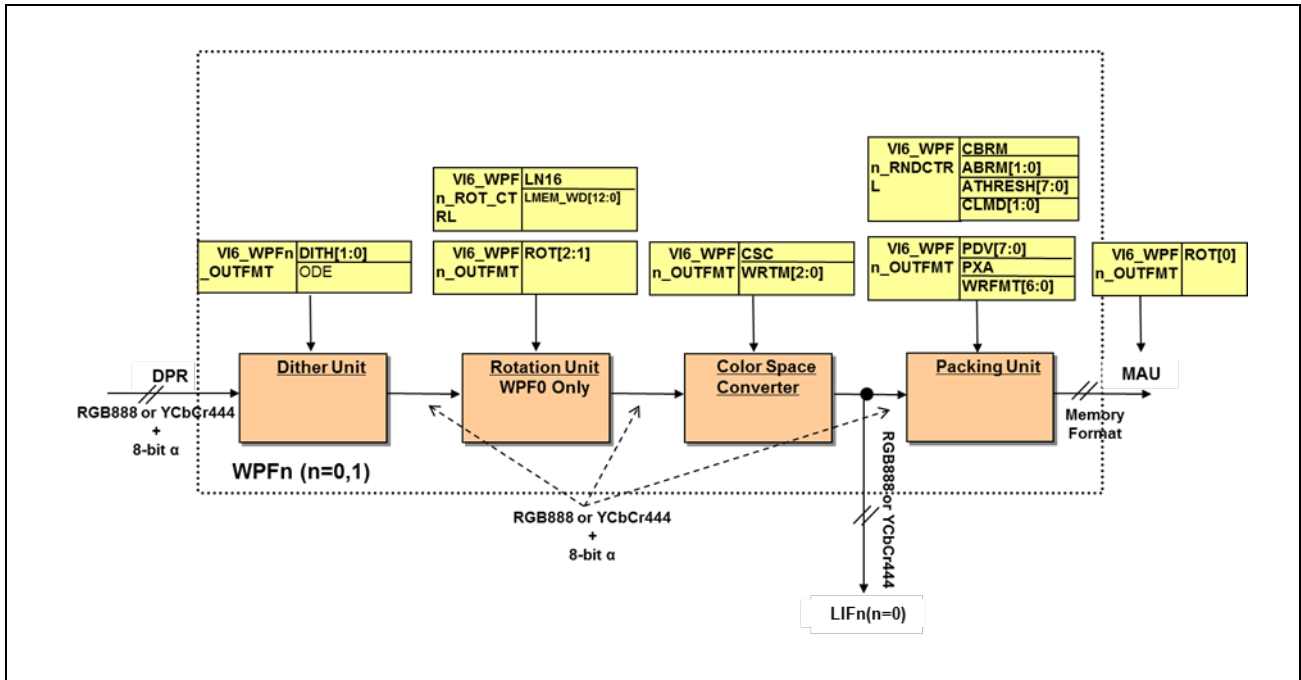 VI6_WPF
n_RNDCTR
L
CBRM
ABRM[1:0]
ATHRESH[7:0]
CLMD[1:0]
VI6_WPF
n_ROT_CT
RL
LN16
LMEM_WD[12:0]
VI6_WPFn
_OUTFMT
DITH[1:0]
ODE
VI6_WPF
n_OUTFMT
ROT[2:1]
VI6_WPF
n_OUTFMT
CSC
WRTM[2:0]
VI6_WPF
n_OUTFMT
PDV[7:0]
PXA
WRFMT[6:0]
VI6_WPF
n_OUTFMT
ROT[0]
DPR
RGB888 or YCbCr444
+
8-bit α
Dither Unit
Rotation Unit
WPF0 Only
Color Space
Converter
Packing Unit
MAU
Memory
Format
WPFn (n=0,1)
RGB888 or YCbCr444
+
8-bit α
RGB888 or YCbCr444
LIFn(n=0)